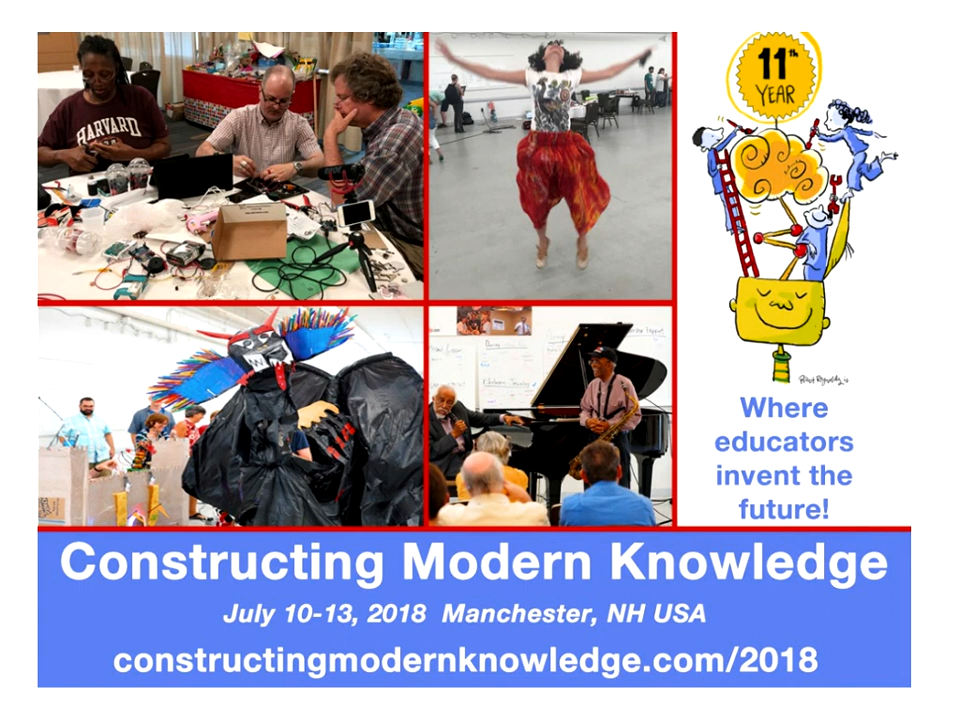 HARVARD
11th
YEAR
Where
educators
invent the
future!
Constructing Modern Knowledge
July 10-13, 2018 Manchester, NH USA
constructingmodernknowledge.com/2018